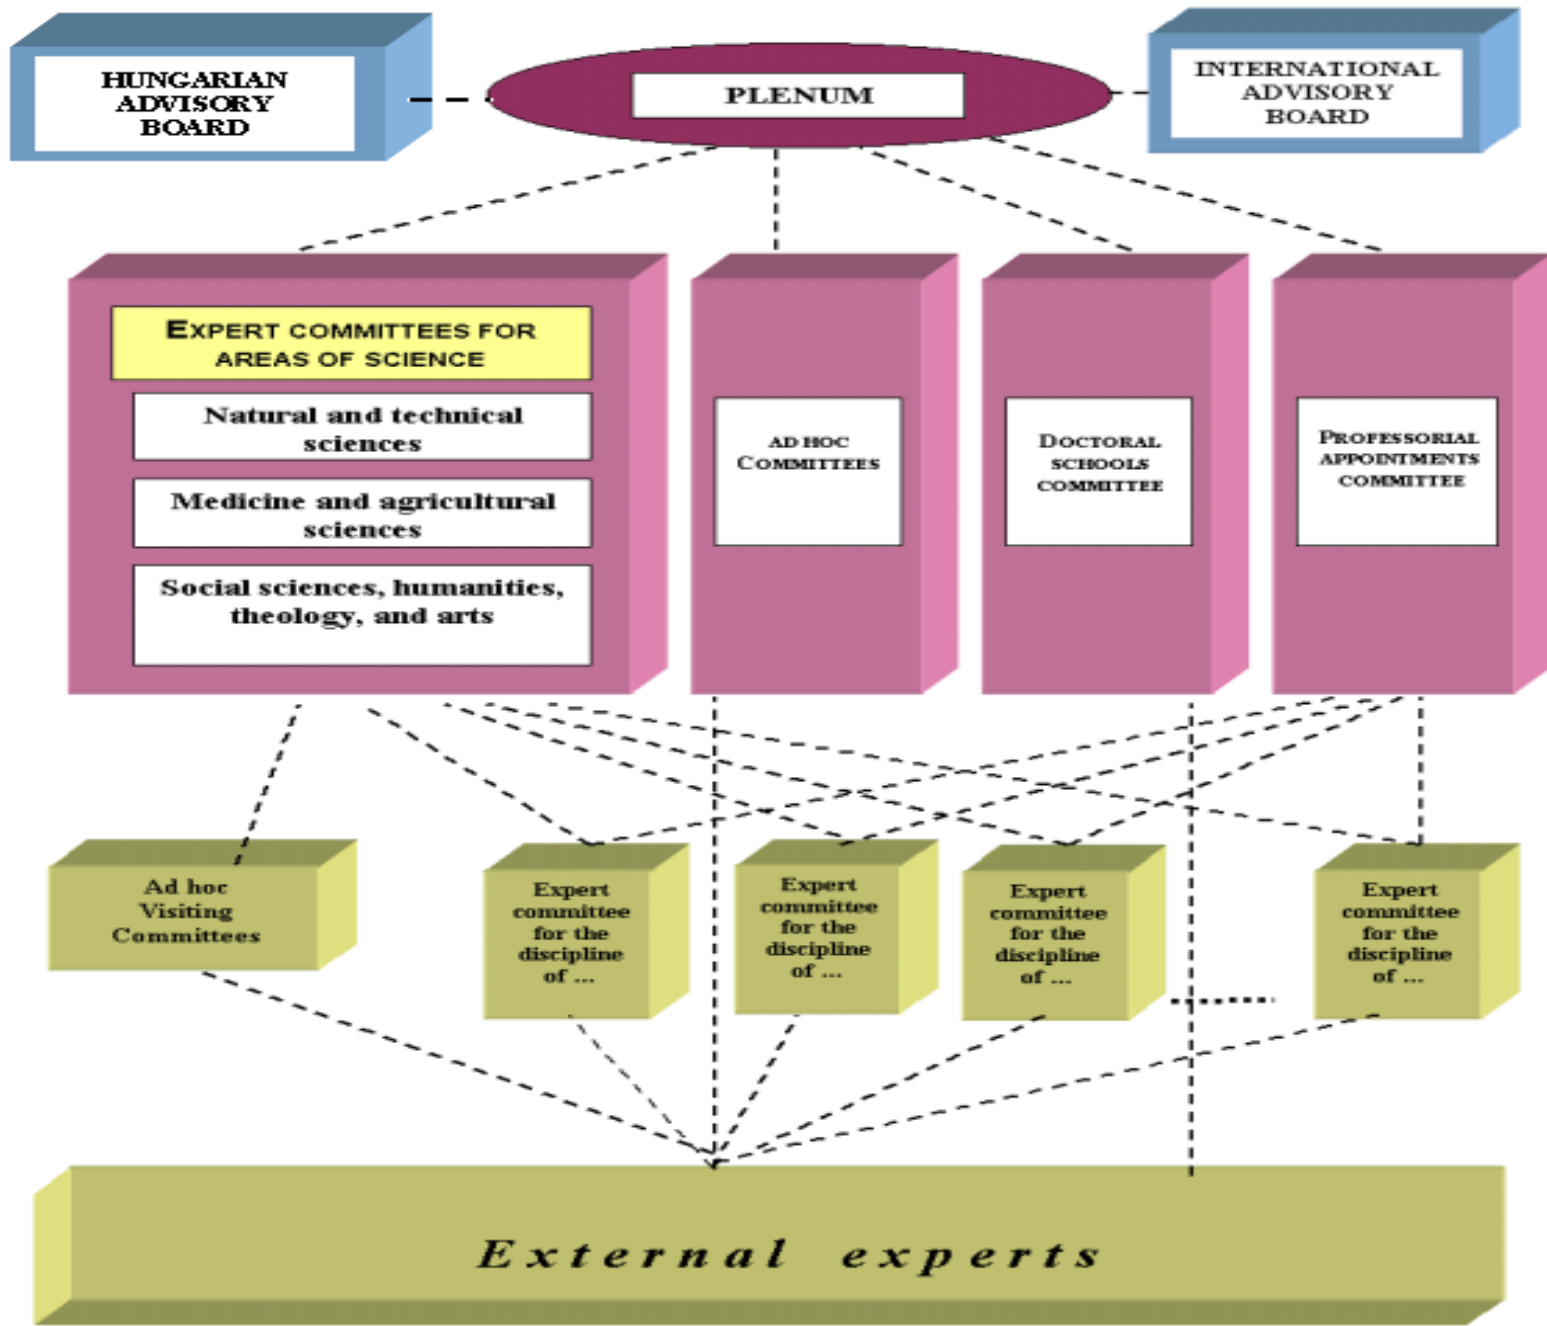 HUNGARIAN
ADVISORY
BOARD
PLENUM
INTERNATIONAL
ADVISORY
BOARD
EXPERT COMMITTEES FOR
AREAS OF SCIENCE
Natural and technical
sciences
Medicine and agricultural
sciences
Social sciences, humanities,
theology, and arts
AD HOC
COMMITTEES
DOCTORAL
SCHOOLS
COMMITTEE
PROFESSORIAL
APPOINTMENTS
COMMITTEE
Ad hoc
Visiting
Committees
Expert
committee
for the
discipline
of ...
Expert
committee
for the
discipline
of ...
Expert
committee
for the
discipline
of ...
Expert
committee
for the
discipline
of ...
External experts